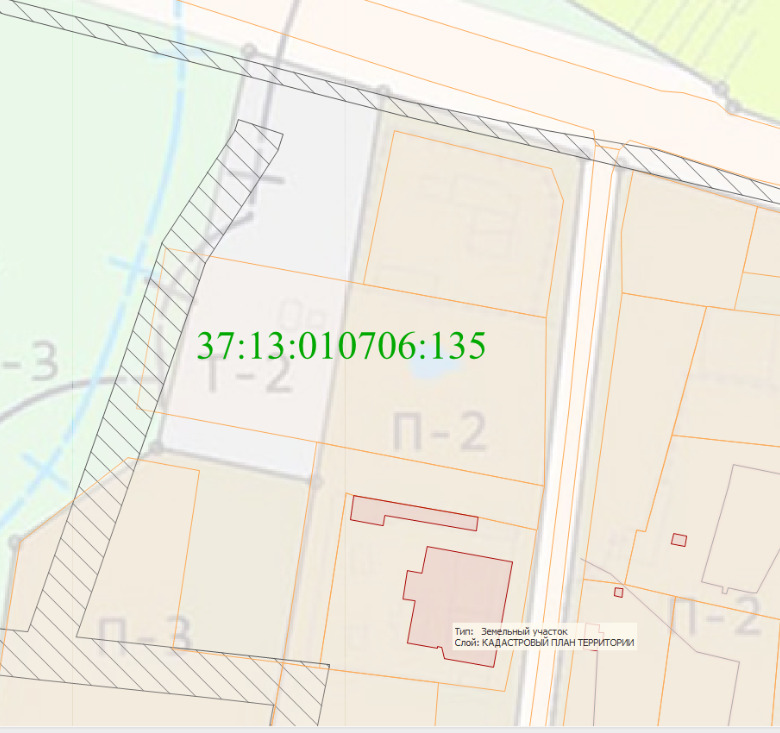 37:13:010706:135
-3
Т-2
П-2
Тип: Земельный участок
Слой: КАДАСТРОВЫЙ ПЛАН ТЕРРИТОРИИ
П-3
П-2